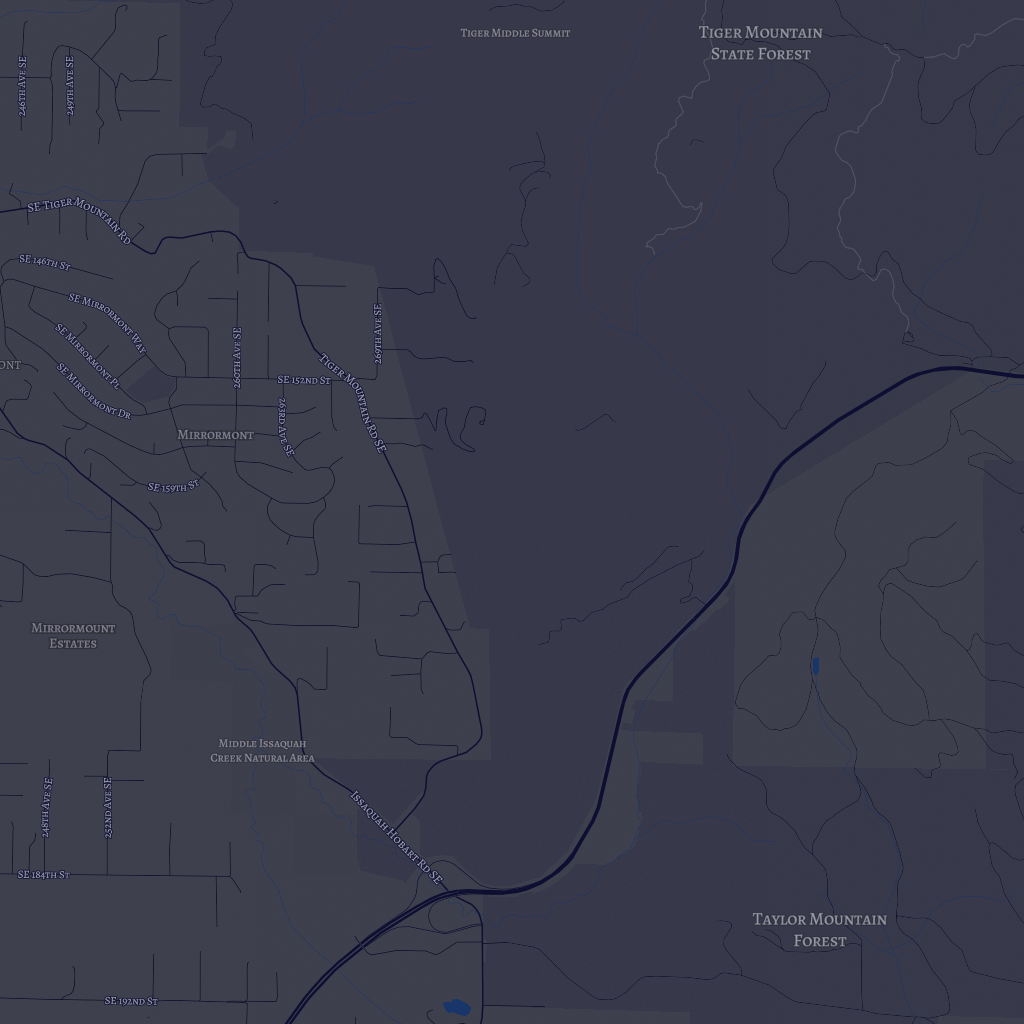 Tiger Middle Summit
Tiger Mountain
State Forest
246th Ave SE
249th Ave SE
SE Tiger Mountain Rd
SE 146th St
SE Mirrormont Way
SE Mirrormont Pl
SE Mirrormont Dr
ont
260th Ave SE
269th Ave SE
SE 152nd St
Tiger Mountain Rd SE
263rd Ave SE
Mirrormont
SE 159th St
Mirrormount
Estates
Middle Issaquah
Creek Natural Area
248th Ave SE
252nd Ave SE
Issaquah Hobart Rd SE
SE 184th St
Taylor Mountain
Forest
SE 192nd St